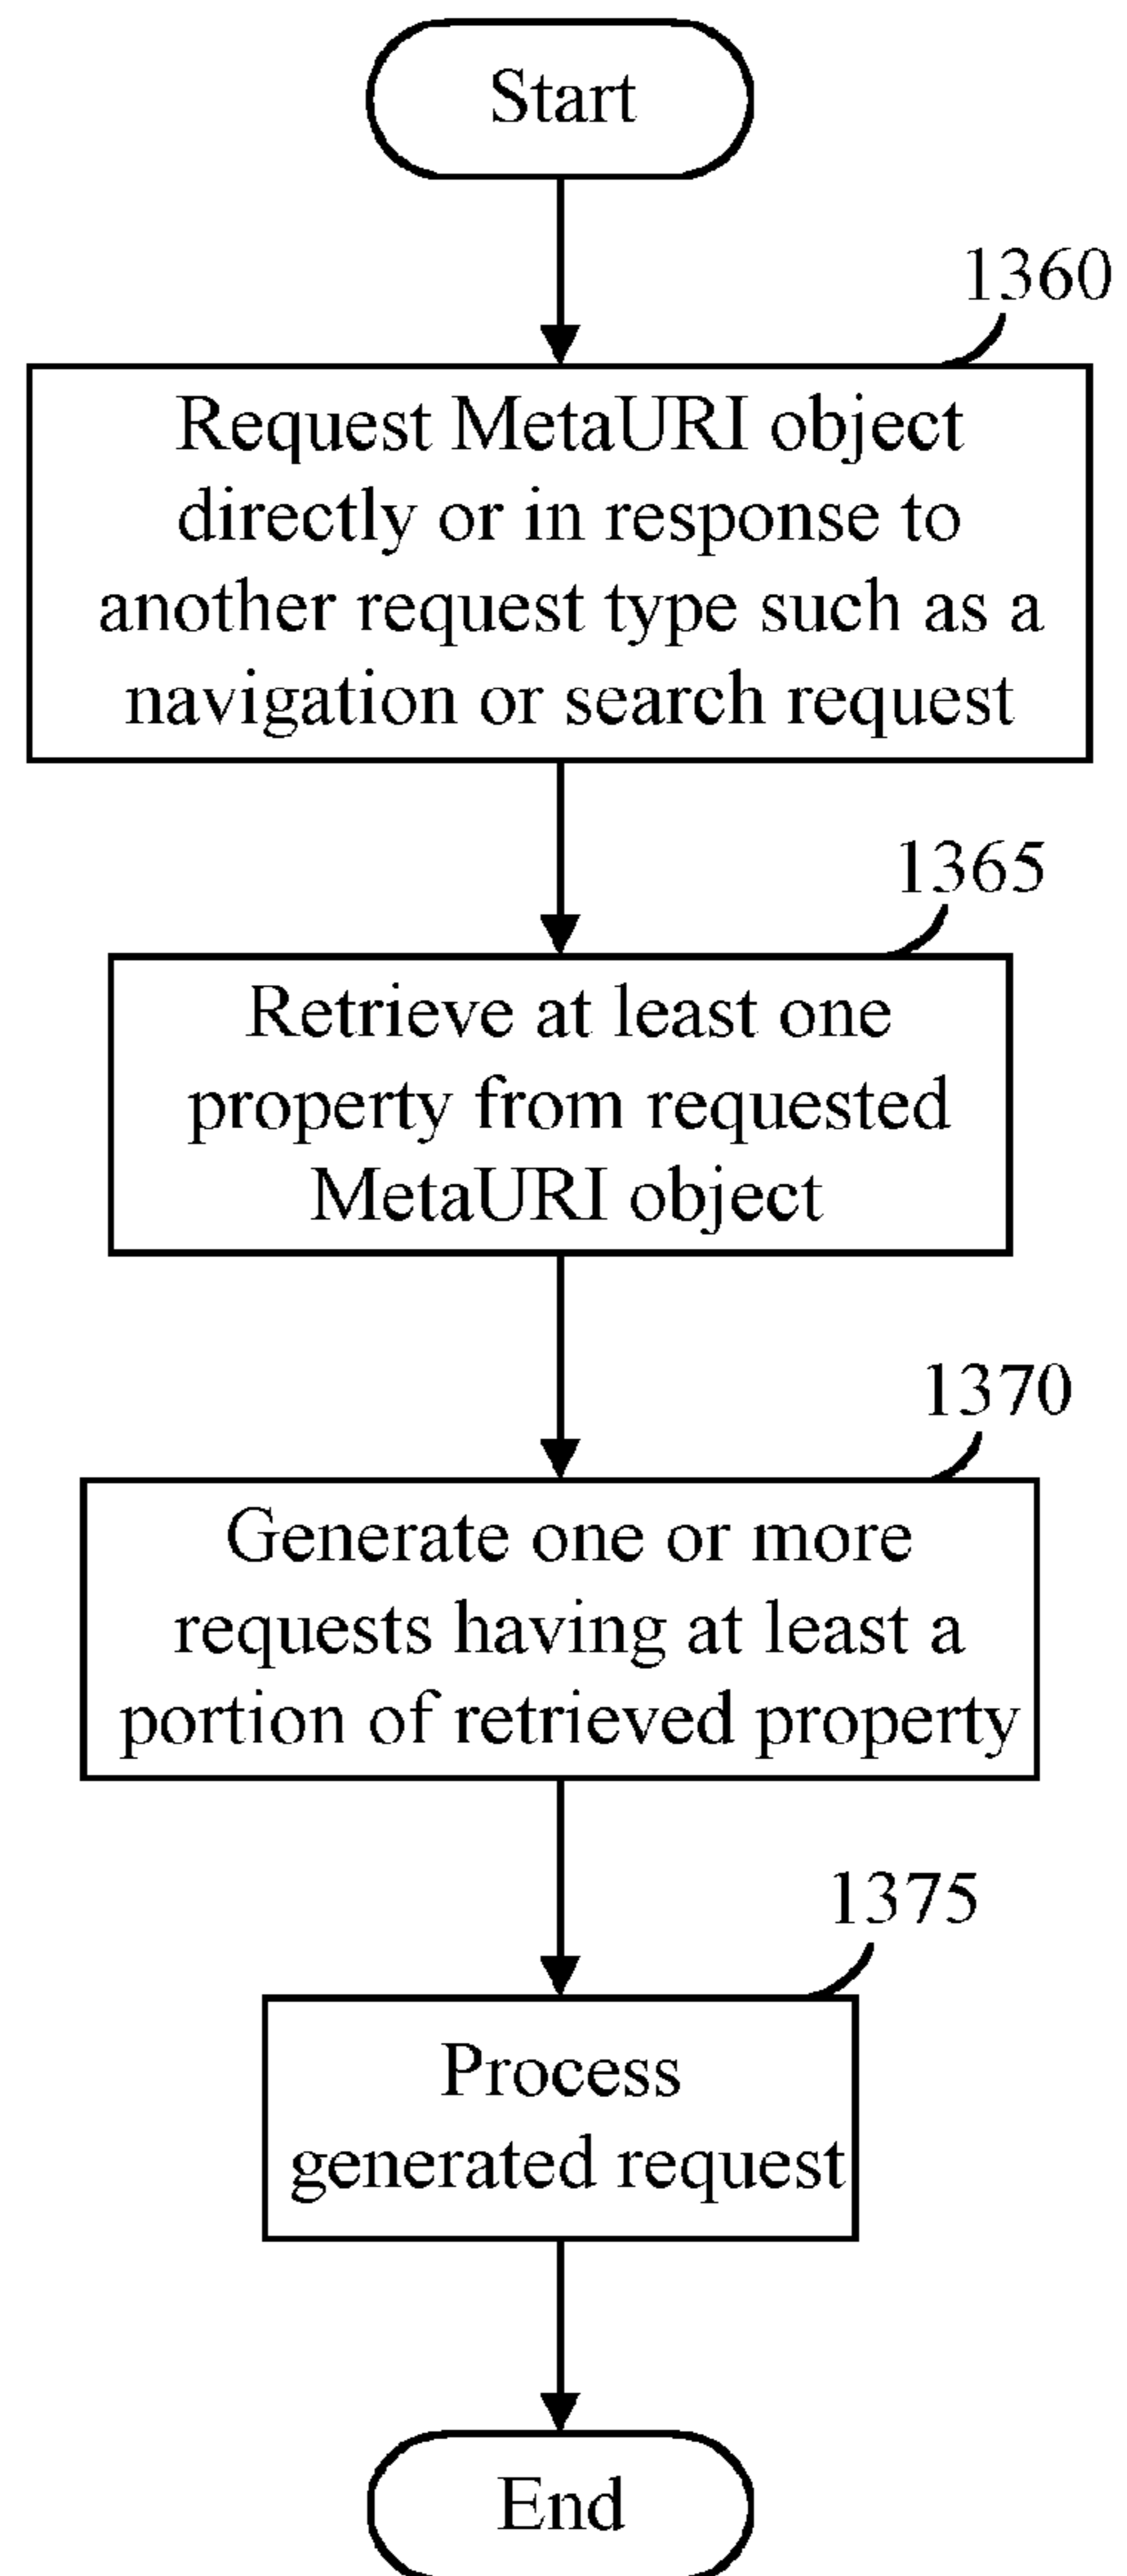 Start
1360
Request MetaURI object
directly or in response to
another request type such as a
navigation or search request
1365
Retrieve at least one
property from requested
MetaURI object
1370
Generate one or more
requests having at least a
portion of retrieved property
1375
Process
generated request
End